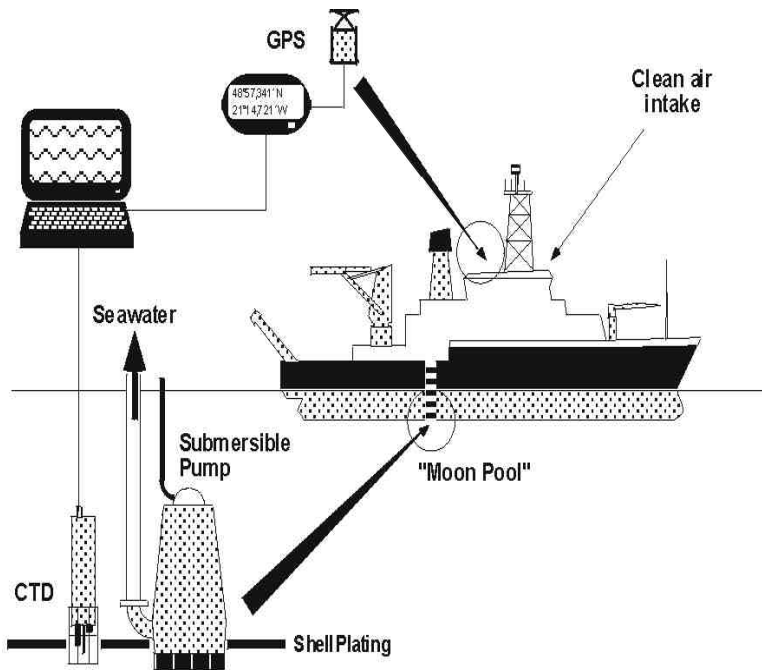 GPS
48°57,341´N
21°14,721´W
Clean air
intake
Seawater
Submersible
Pump
"Moon Pool"
CTD
Shell Plating